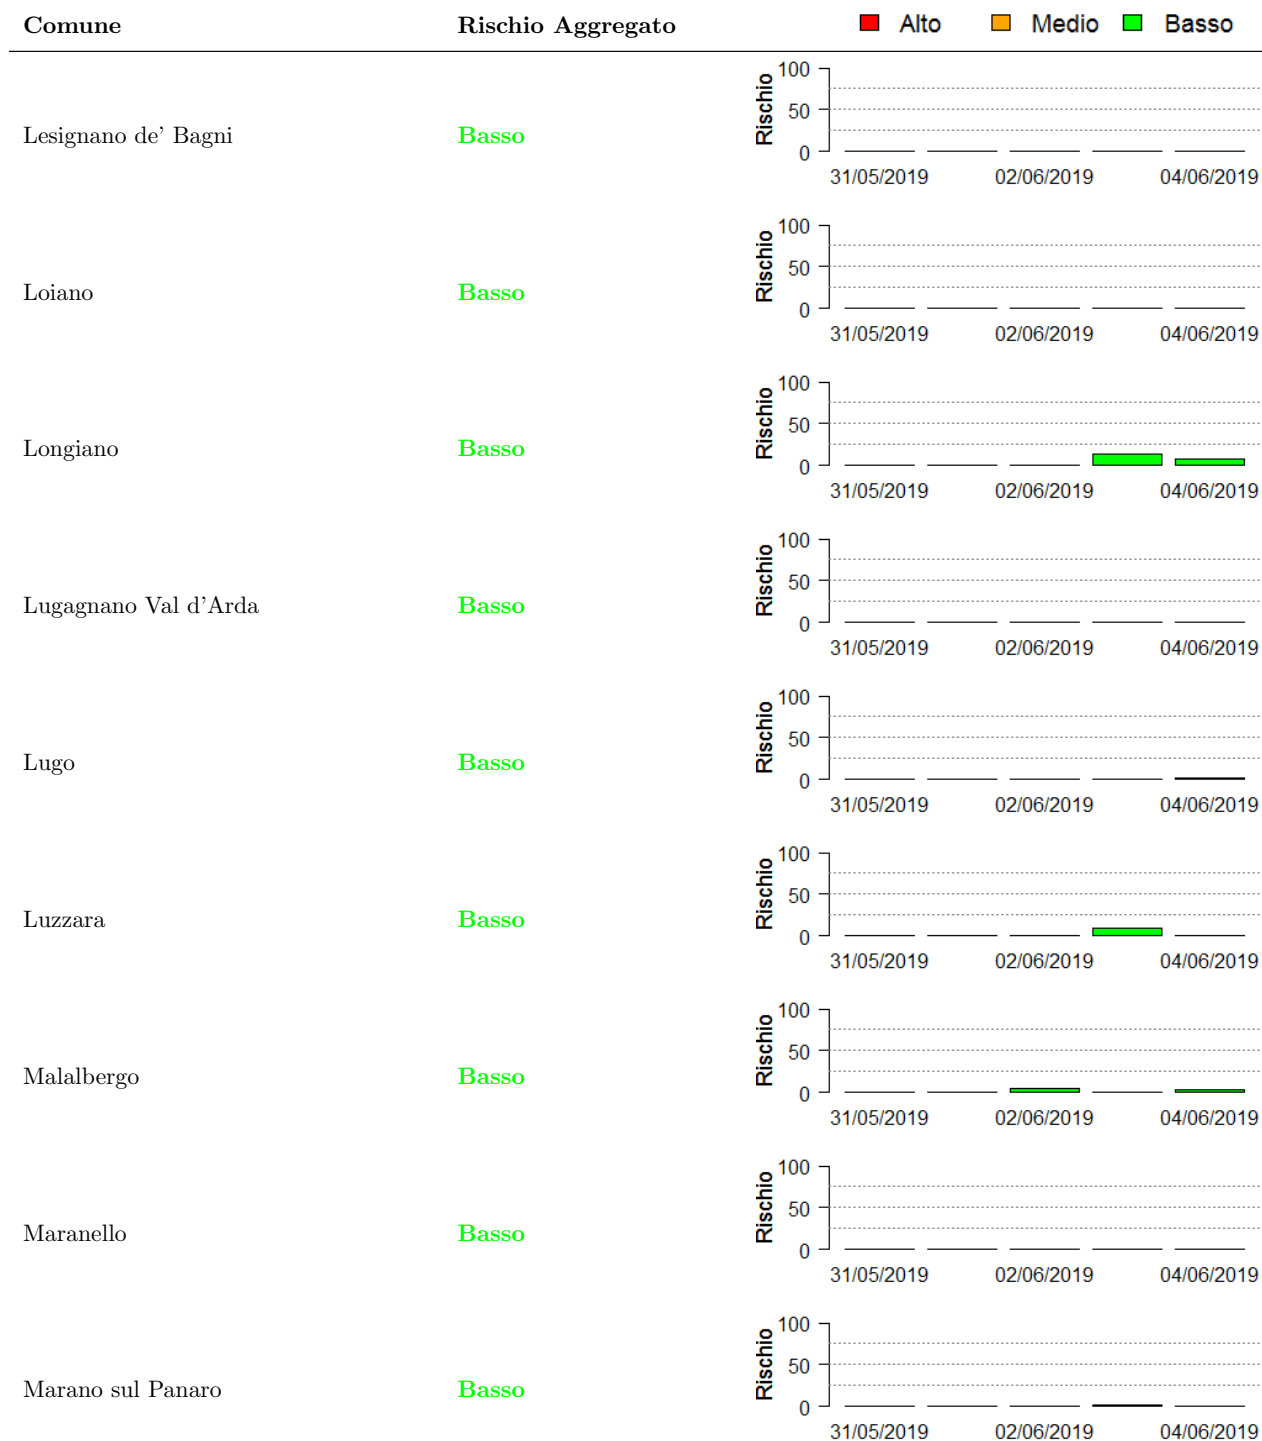 Comune Rischio Aggregato Alto Medio Basso
Lesignano de' Bagni Basso Rischio 100 50 0
31/05/2019 02/06/2019 04/06/2019
Loiano Basso Rischio 100 50 0
31/05/2019 02/06/2019 04/06/2019
Longiano Basso Rischio 100 50 0
31/05/2019 02/06/2019 04/06/2019
Lugagnano Val d'Arda Basso Rischio 100 50 0
31/05/2019 02/06/2019 04/06/2019
Lugo Basso Rischio 100 50 0
31/05/2019 02/06/2019 04/06/2019
Luzzara Basso Rischio 100 50 0
31/05/2019 02/06/2019 04/06/2019
Malalbergo Basso Rischio 100 50 0
31/05/2019 02/06/2019 04/06/2019
Maranello Basso Rischio 100 50 0
31/05/2019 02/06/2019 04/06/2019
Marano sul Panaro Basso Rischio 100 50 0
31/05/2019 02/06/2019 04/06/2019